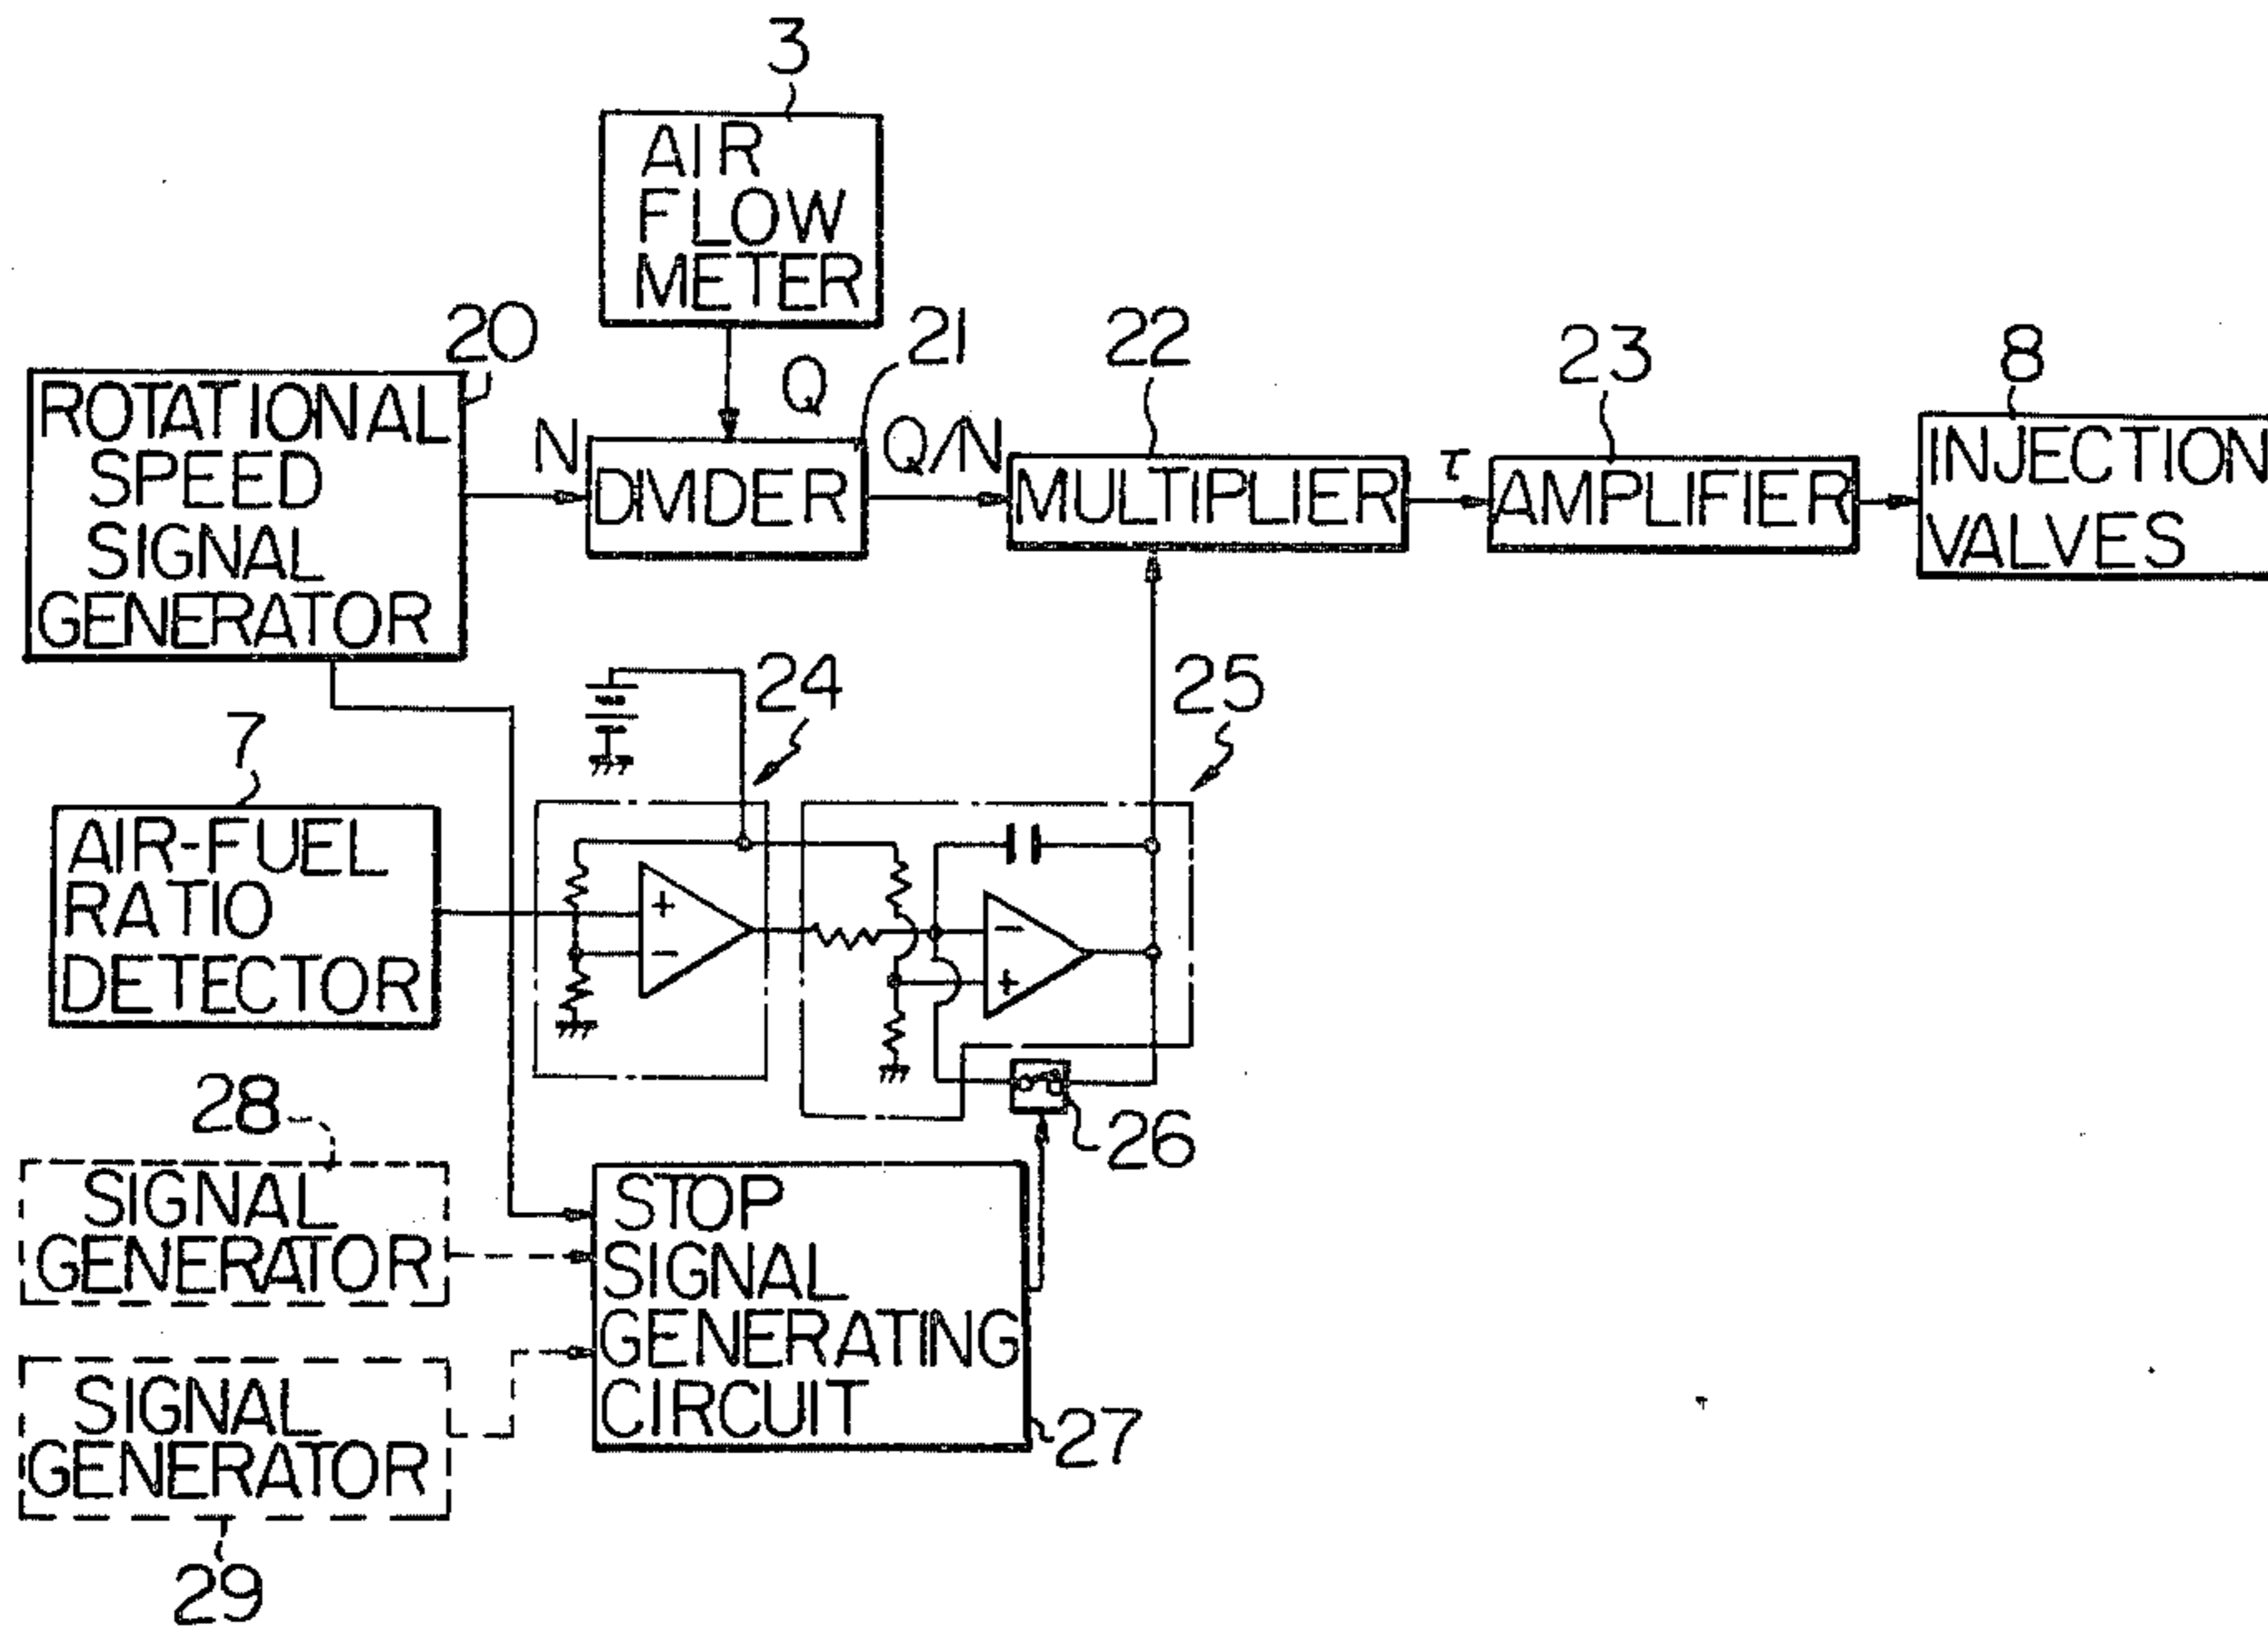 3
AIR
FLOW
METER
20
21
22
23
8
Q
ROTATIONAL
SPEED
SIGNAL
GENERATOR
N
DIVIDER
Q/N
MULTIPLIER
τ
AMPLIFIER
INJECTION
VALVES
24
25
7
AIR-FUEL
RATIO
DETECTOR
+
−
−
+
26
28
SIGNAL
GENERATOR
STOP
SIGNAL
GENERATING
CIRCUIT
27
SIGNAL
GENERATOR
29